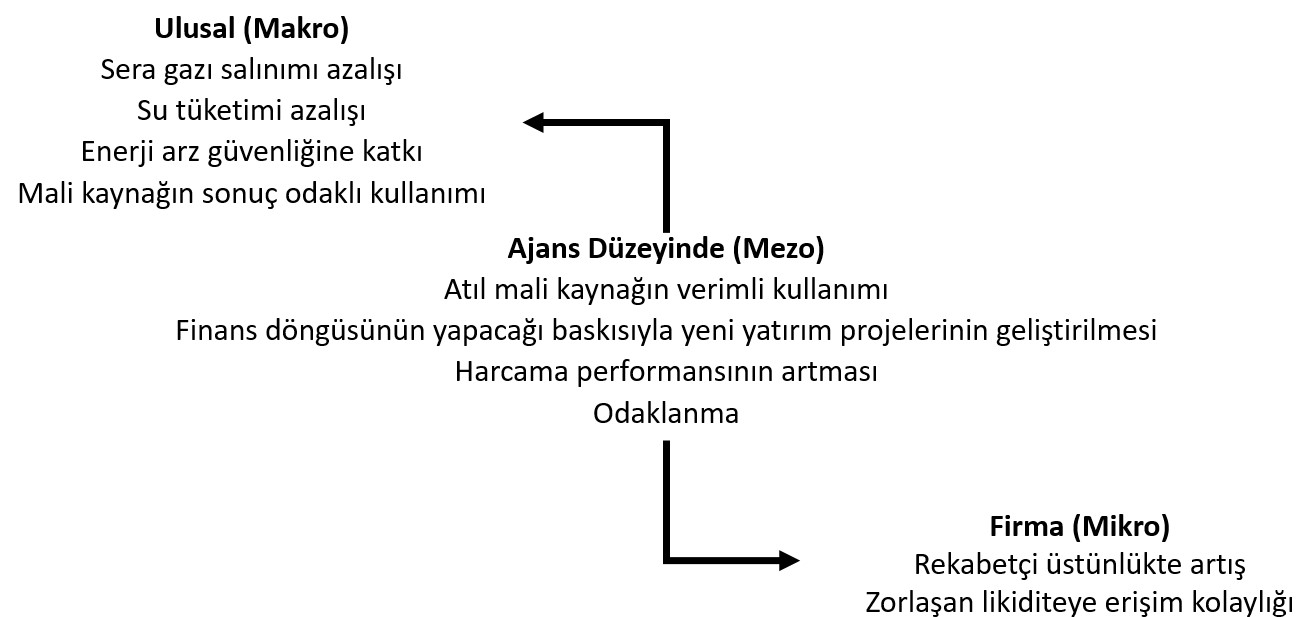 Ulusal (Makro)
Sera gazı salınımı azalışı
Su tüketimi azalışı
Enerji arz güvenliğine katkı
Mali kaynağın sonuç odaklı kullanımı
Ajans Düzeyinde (Mezo)
Atıl mali kaynağın verimli kullanımı
Finans döngüsünün yapacağı baskısıyla yeni yatırım projelerinin geliştirilmesi
Harcama performansının artması
Odaklanma
Firma (Mikro)
Rekabetçi üstünlükte artış
Zorlaşan likiditeye erişim kolaylığı